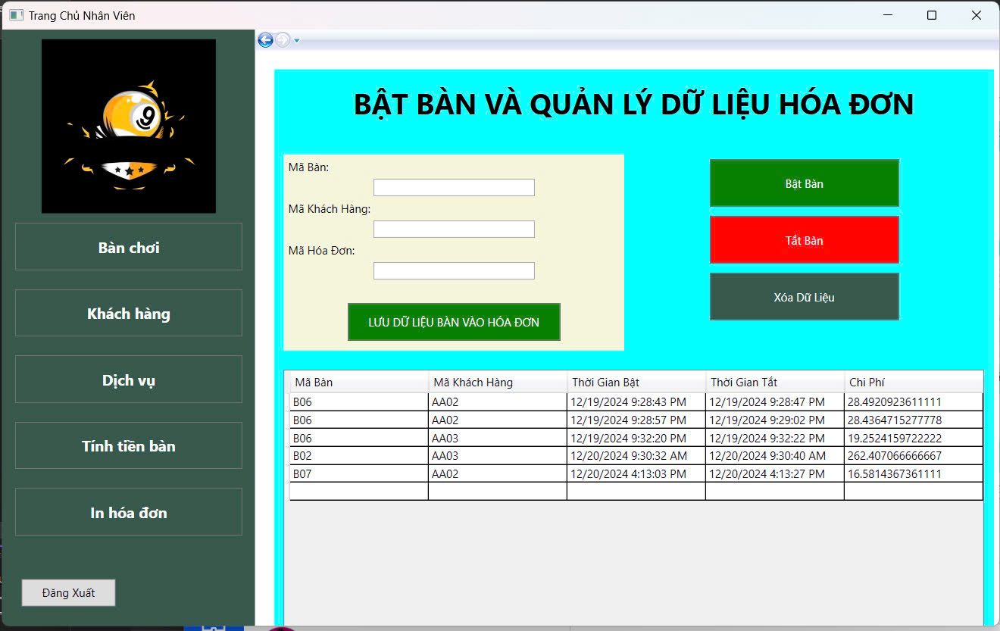 Trang Chủ Nhân Viên
9
Bàn chơi
Khách hàng
Dịch vụ
Tính tiền bàn
In hóa đơn
Đăng Xuất
BẬT BÀN VÀ QUẢN LÝ DỮ LIỆU HÓA ĐƠN
Mã Bàn:
Mã Khách Hàng:
Mã Hóa Đơn:
LƯU DỮ LIỆU BÀN VÀO HÓA ĐƠN
Bật Bàn
Tắt Bàn
Xóa Dữ Liệu
Mã Bàn Mã Khách Hàng Thời Gian Bật Thời Gian Tắt Chi Phí
B06 AA02 12/19/2024 9:28:43 PM 12/19/2024 9:28:47 PM 28.4920923611111
B06 AA02 12/19/2024 9:28:57 PM 12/19/2024 9:29:02 PM 28.4364715277778
B06 AA03 12/19/2024 9:32:20 PM 12/19/2024 9:32:22 PM 19.2524159722222
B02 AA03 12/20/2024 9:30:32 AM 12/20/2024 9:30:40 AM 262.407066666667
B07 AA02 12/20/2024 4:13:03 PM 12/20/2024 4:13:27 PM 16.5814367361111